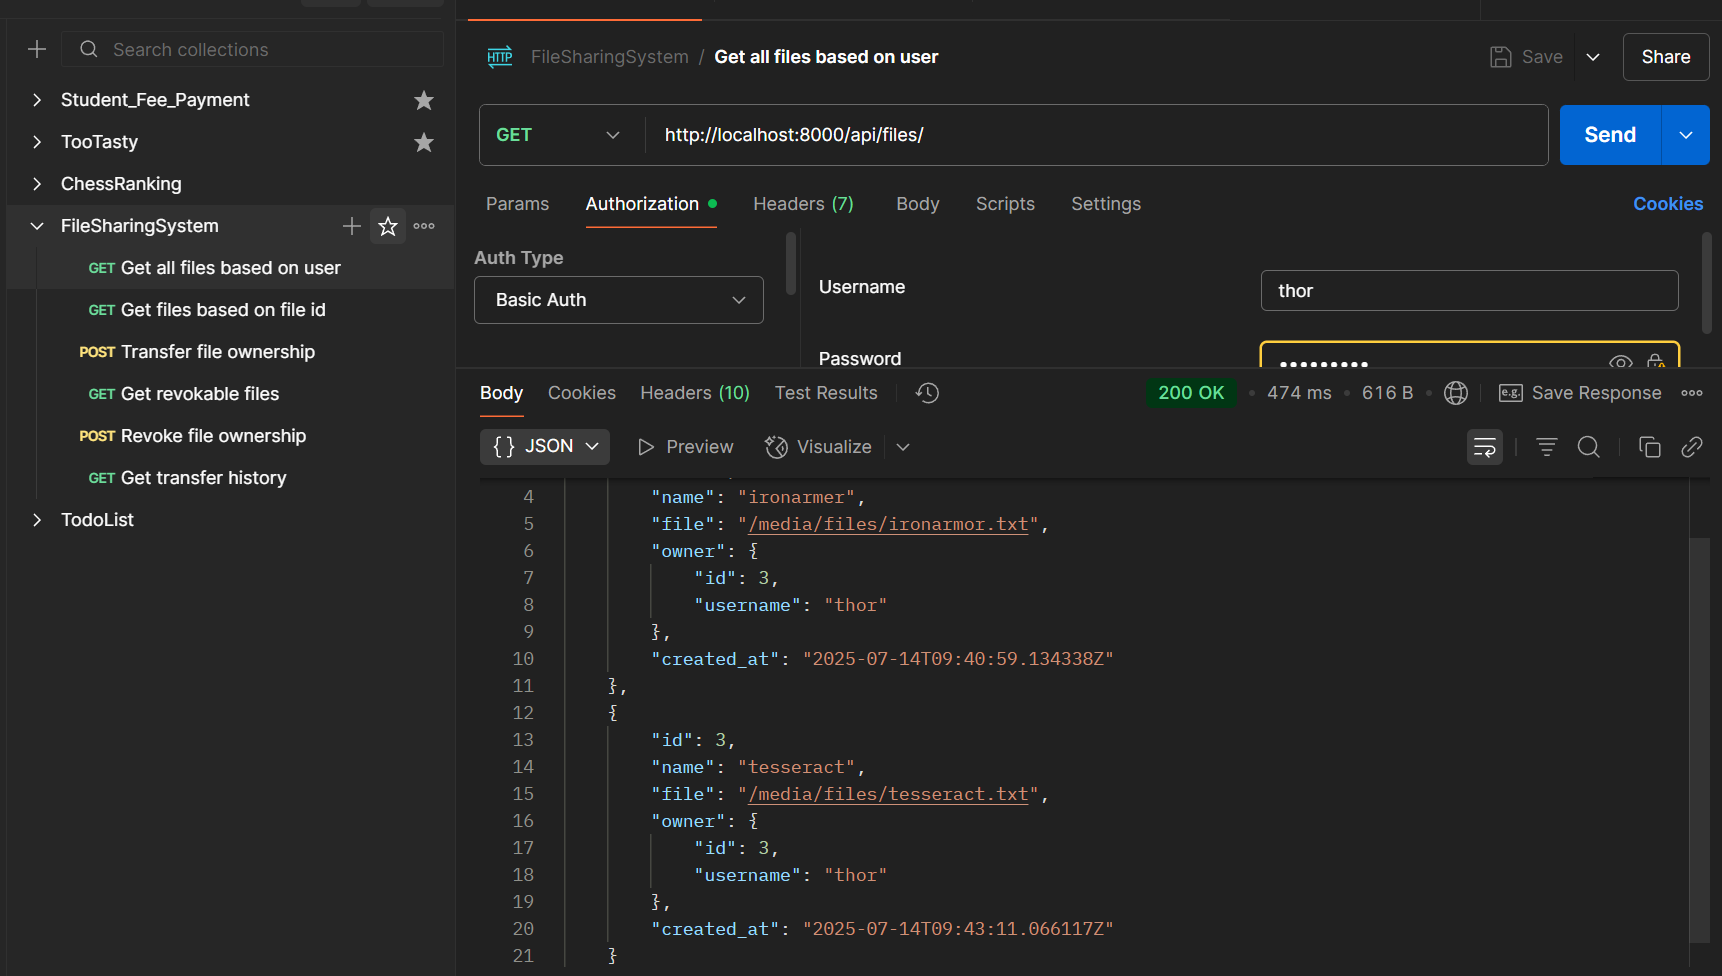 Search collections
Student_Fee_Payment
TooTasty
ChessRanking
FileSharingSystem
GET Get all files based on user
GET Get files based on file id
POST Transfer file ownership
GET Get revokable files
POST Revoke file ownership
GET Get transfer history
TodoList
HTTP FileSharingSystem / Get all files based on user
Save
Share
GET http://localhost:8000/api/files/
Send
Params Authorization Headers (7) Body Scripts Settings
Cookies
Auth Type
Basic Auth
Username
thor
Password
•••••••••
Body Cookies Headers (10) Test Results
200 OK • 474 ms • 616 B •
e.g. Save Response
{} JSON Preview Visualize
4 "name": "ironarmer",
5 "file": "/media/files/ironarmor.txt",
6 "owner": {
7 "id": 3,
8 "username": "thor"
9 },
10 "created_at": "2025-07-14T09:40:59.134338Z"
11 },
12 {
13 "id": 3,
14 "name": "tesseract",
15 "file": "/media/files/tesseract.txt",
16 "owner": {
17 "id": 3,
18 "username": "thor"
19 },
20 "created_at": "2025-07-14T09:43:11.066117Z"
21 }